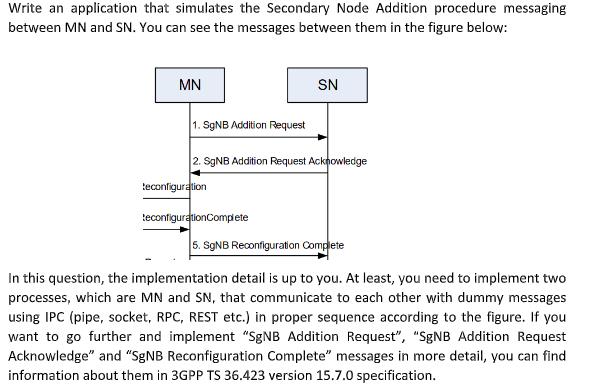 Write an application that simulates the Secondary Node Addition procedure messaging
between MN and SN. You can see the messages between them in the figure below:
MN
SN
1. SgNB Addition Request
2. SgNB Addition Request Acknowledge
teconfiguration
teconfigurationComplete
5. SgNB Reconfiguration Complete
In this question, the implementation detail is up to you. At least, you need to implement two
processes, which are MN and SN, that communicate to each other with dummy messages
using IPC (pipe, socket, RPC, REST etc.) in proper sequence according to the figure. If you
want to go further and implement “SgNB Addition Request”, “SgNB Addition Request
Acknowledge” and “SgNB Reconfiguration Complete” messages in more detail, you can find
information about them in 3GPP TS 36.423 version 15.7.0 specification.